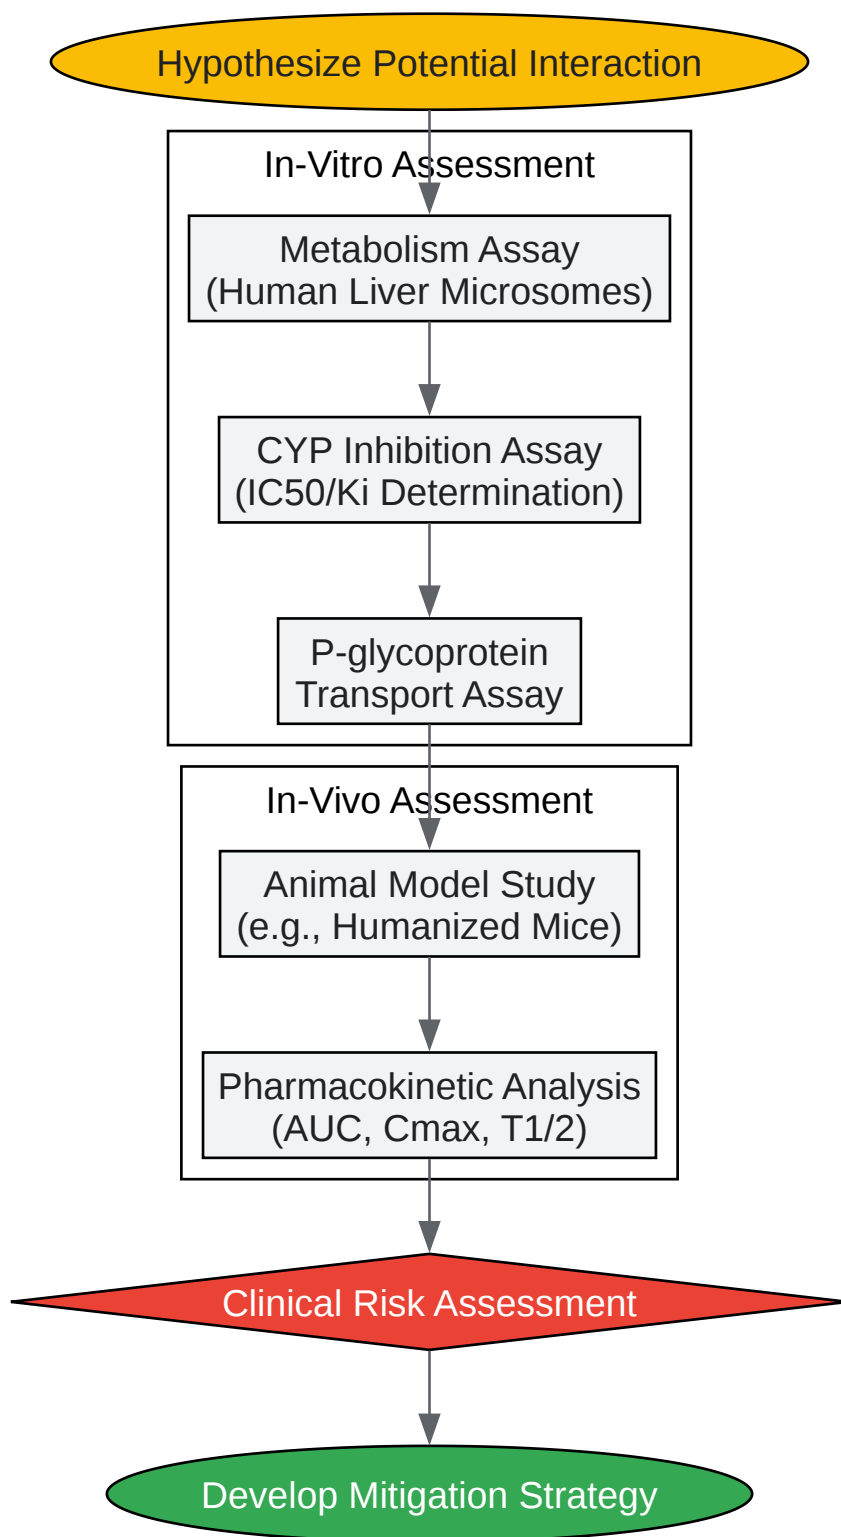 Hypothesize Potential Interaction
In-Vitro Assessment
Metabolism Assay
(Human Liver Microsomes)
CYP Inhibition Assay
(IC50/Ki Determination)
P-glycoprotein
Transport Assay
In-Vivo Assessment
Animal Model Study
(e.g., Humanized Mice)
Pharmacokinetic Analysis
(AUC, Cmax, T1/2)
Clinical Risk Assessment
Develop Mitigation Strategy